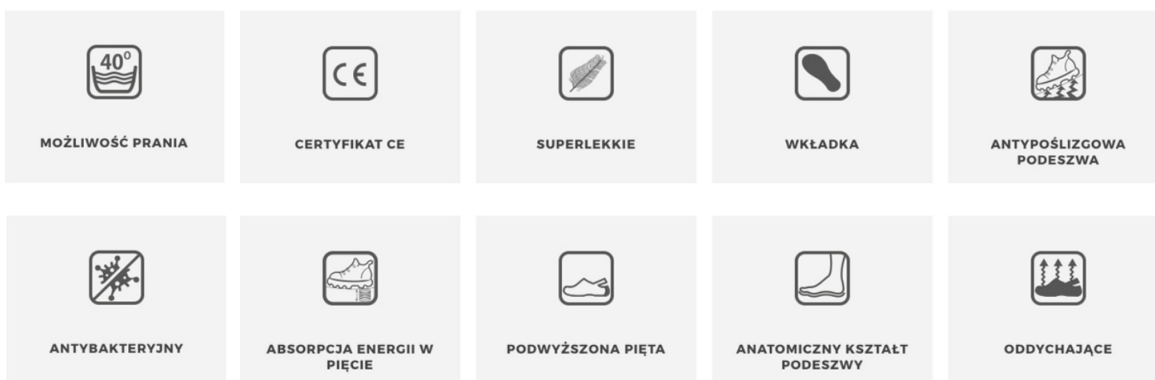 40°
CE
MOŻLIWOŚĆ PRANIA
CERTYFIKAT CE
SUPERLEKKIE
WKŁADKA
ANTYPOŚLIZGOWA
PODESZWA
ANTYBAKTERYJNY
ABSORPCJA ENERGII W
PIĘCIE
PODWYŻSZONA PIĘTA
ANATOMICZNY KSZTAŁT
PODESZWY
ODDYCHAJĄCE